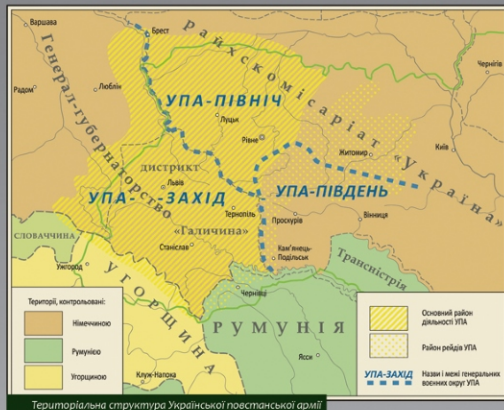 Варшава
Брест
Чернігів
Радом
Люблін
Генерал-губернаторство
райхскомісаріат «україна»
УПА-ПІВНІЧ
Луцьк
Рівне
Київ
Житомир
дистрикт
Львів
УПА-ЗАХІД
УПА-ПІВДЕНЬ
Тернопіль
Проскурів
Вінниця
«Галичина»
СЛОВАЧЧИНА
Станіслав
Кам'янець-
Подільськ
Трансністрія
Ужгород
УГОРЩИНА
Чернівці
РУМУНІЯ
Ясси
Клуж-Напока
Території, контрольовані:
Німеччиною
Румунією
Угорщиною
Основний район
діяльності УПА
Район рейдів УПА
УПА-ЗАХІД
Назви і межі генеральних
воєнних округ УПА
Територіальна структура Української повстанської армії